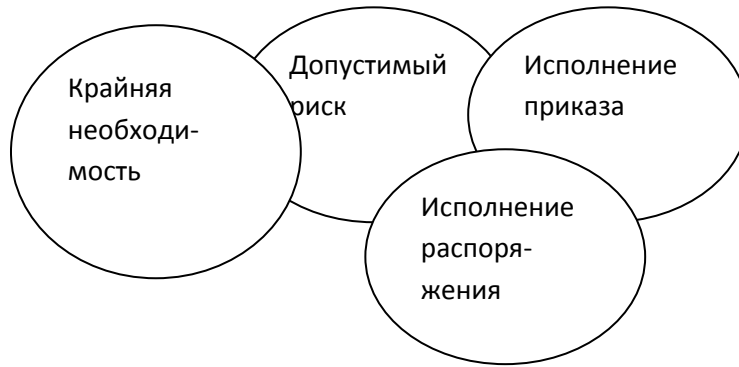 Крайняя
необходи-
мость
Допустимый
риск
Исполнение
приказа
Исполнение
распоря-
жения